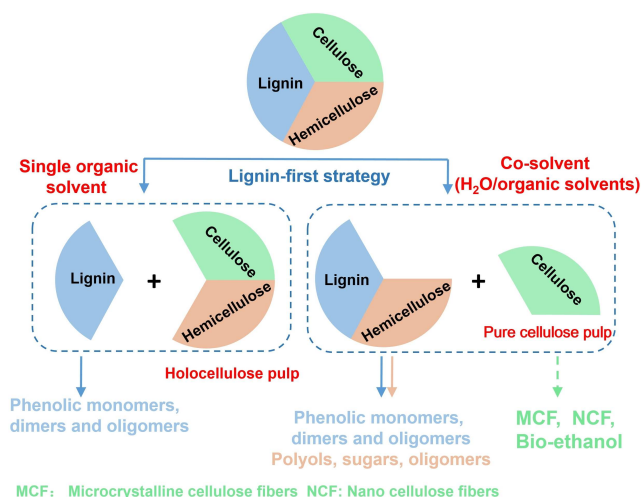 Cellulose
Lignin
Hemicellulose
Single organic
solvent
Lignin-first strategy
Co-solvent
(H₂O/organic solvents)
Lignin
+
Cellulose
Hemicellulose
Holocellulose pulp
Lignin
Hemicellulose
+
Cellulose
Pure cellulose pulp
Phenolic monomers,
dimers and oligomers
Phenolic monomers,
dimers and oligomers
Polyols, sugars, oligomers
MCF, NCF,
Bio-ethanol
MCF: Microcrystalline cellulose fibers NCF: Nano cellulose fibers